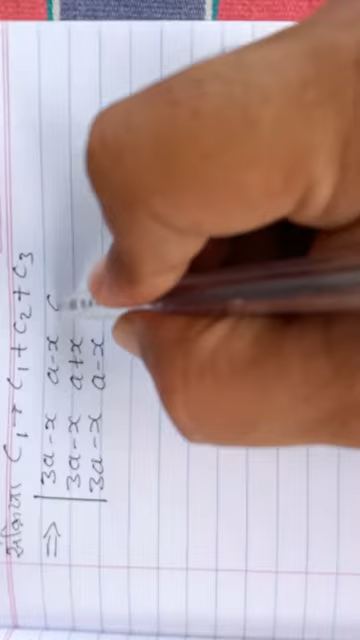 संक्रिया C₁ → C₁ + C₂ + C₃
⇒ | 3a-x a-x
3a-x a+x
3a-x a-x